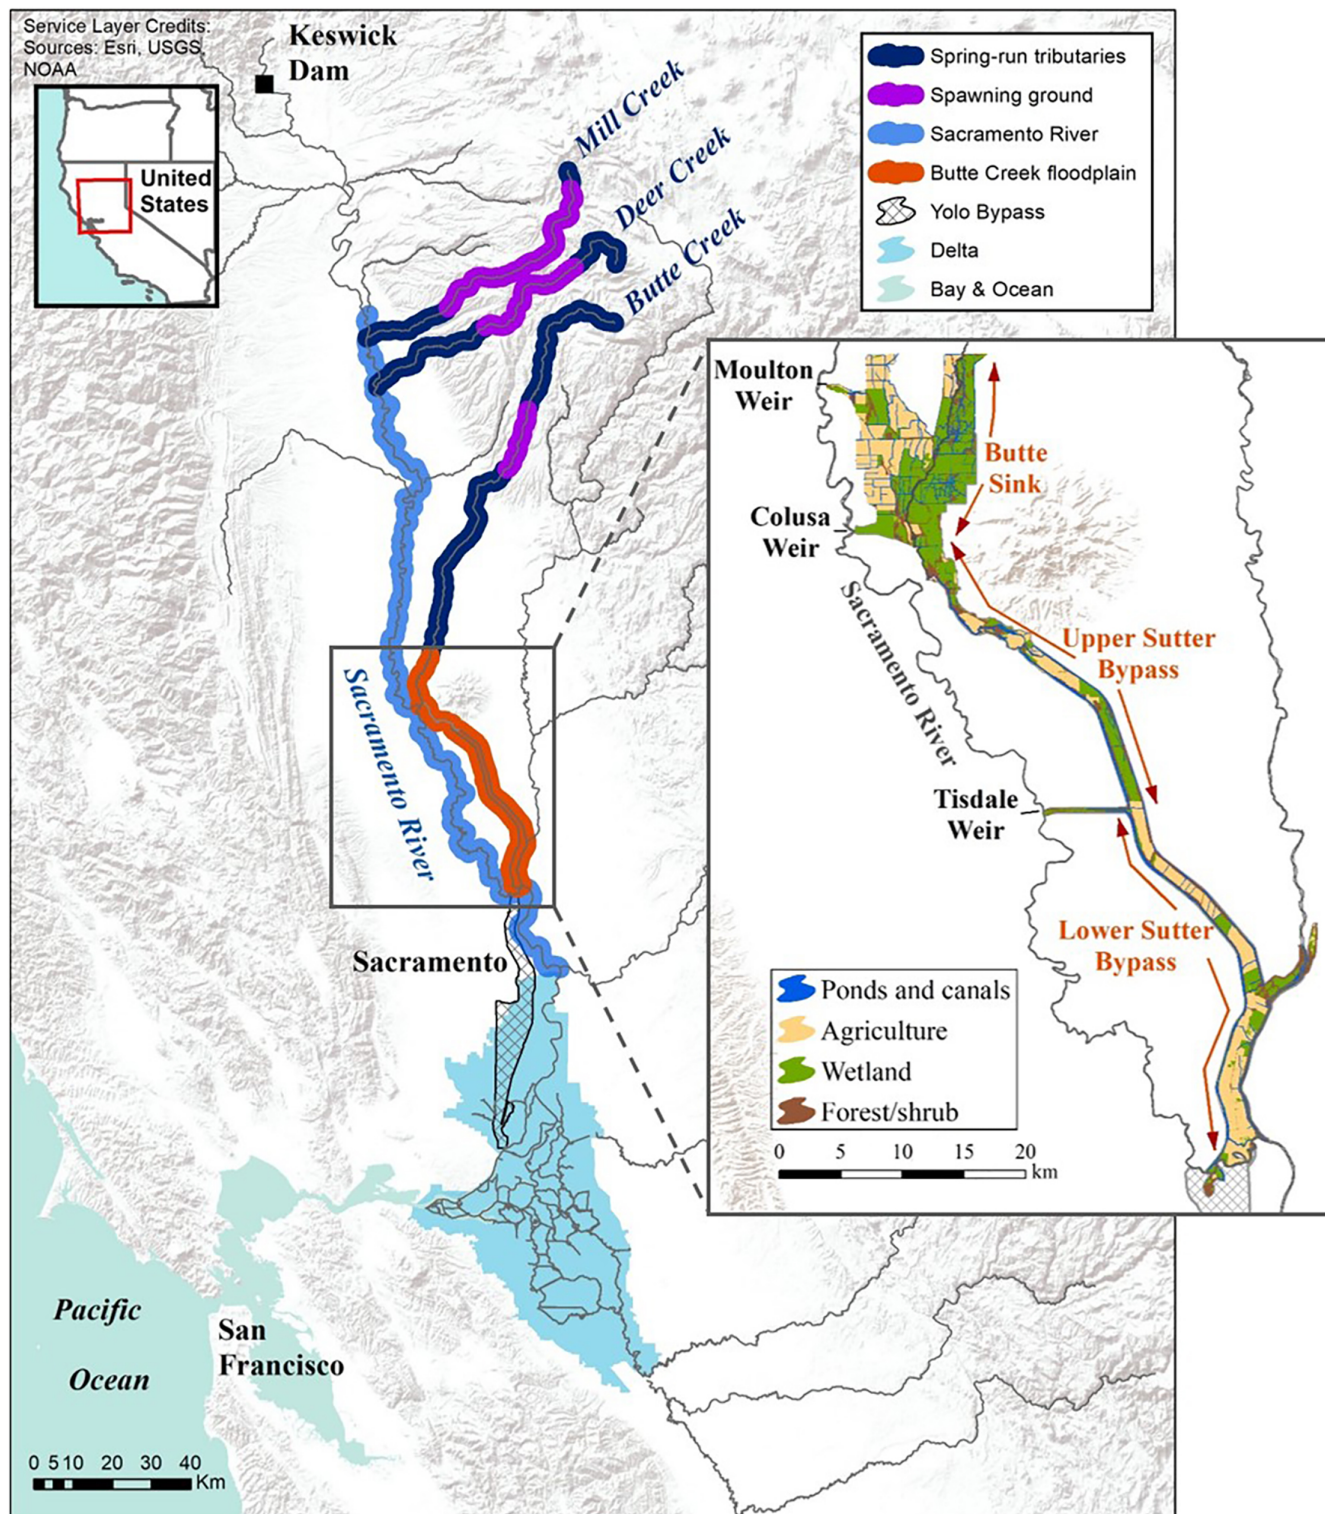 Service Layer Credits:
Sources: Esri, USGS,
NOAA
Keswick
Dam
United
States
Mill Creek
Deer Creek
Butte Creek
Spring-run tributaries
Spawning ground
Sacramento River
Butte Creek floodplain
Yolo Bypass
Delta
Bay & Ocean
Moulton
Weir
Butte
Sink
Colusa
Weir
Sacramento River
Upper Sutter
Bypass
Tisdale
Weir
Lower Sutter
Bypass
Ponds and canals
Agriculture
Wetland
Forest/shrub
0 5 10 15 20
km
Sacramento River
Sacramento
Pacific
Ocean
San
Francisco
0 5 10 20 30 40
Km